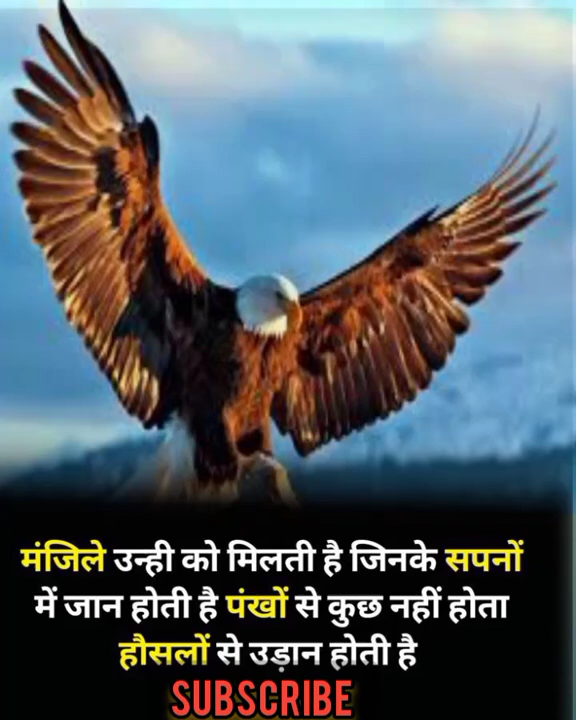 मंजिले उन्ही को मिलती है जिनके सपनों
में जान होती है पंखों से कुछ नहीं होता
हौसलों से उड़ान होती है
SUBSCRIBE